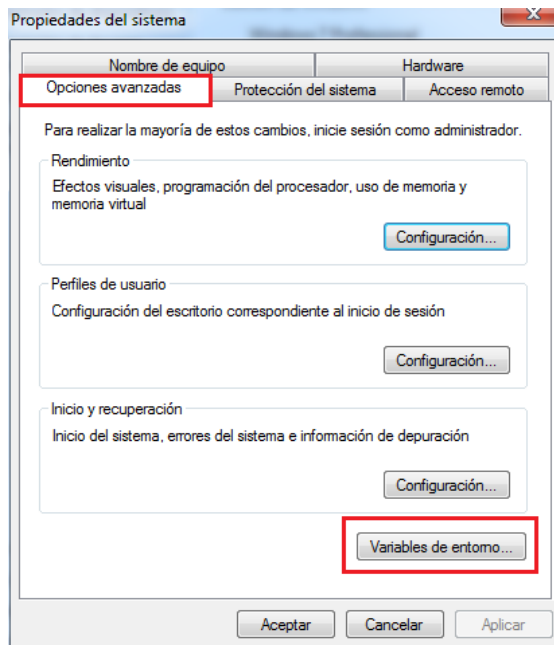 Propiedades del sistema
Windows 7 Professional
Nombre de equipo
Hardware
Opciones avanzadas
Protección del sistema
Acceso remoto
Para realizar la mayoría de estos cambios, inicie sesión como administrador.
Rendimiento
Efectos visuales, programación del procesador, uso de memoria y
memoria virtual
Configuración...
Perfiles de usuario
Configuración del escritorio correspondiente al inicio de sesión
Configuración...
Inicio y recuperación
Inicio del sistema, errores del sistema e información de depuración
Configuración...
Variables de entorno...
Aceptar
Cancelar
Aplicar